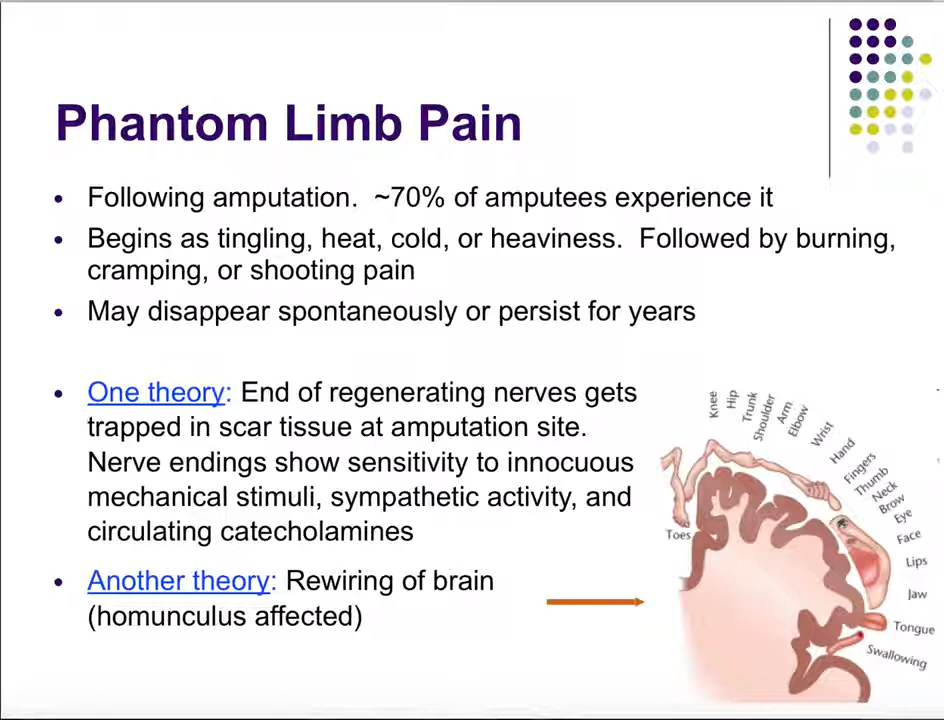 Phantom Limb Pain
• Following amputation.  ~70% of amputees experience it
• Begins as tingling, heat, cold, or heaviness.  Followed by burning,
cramping, or shooting pain
• May disappear spontaneously or persist for years
• One theory: End of regenerating nerves gets
trapped in scar tissue at amputation site.
Nerve endings show sensitivity to innocuous
mechanical stimuli, sympathetic activity, and
circulating catecholamines
• Another theory: Rewiring of brain
(homunculus affected)
Toes
Knee
Hip
Trunk
Shoulder
Arm
Elbow
Wrist
Hand
Fingers
Thumb
Neck
Brow
Eye
Face
Lips
Jaw
Tongue
Swallowing